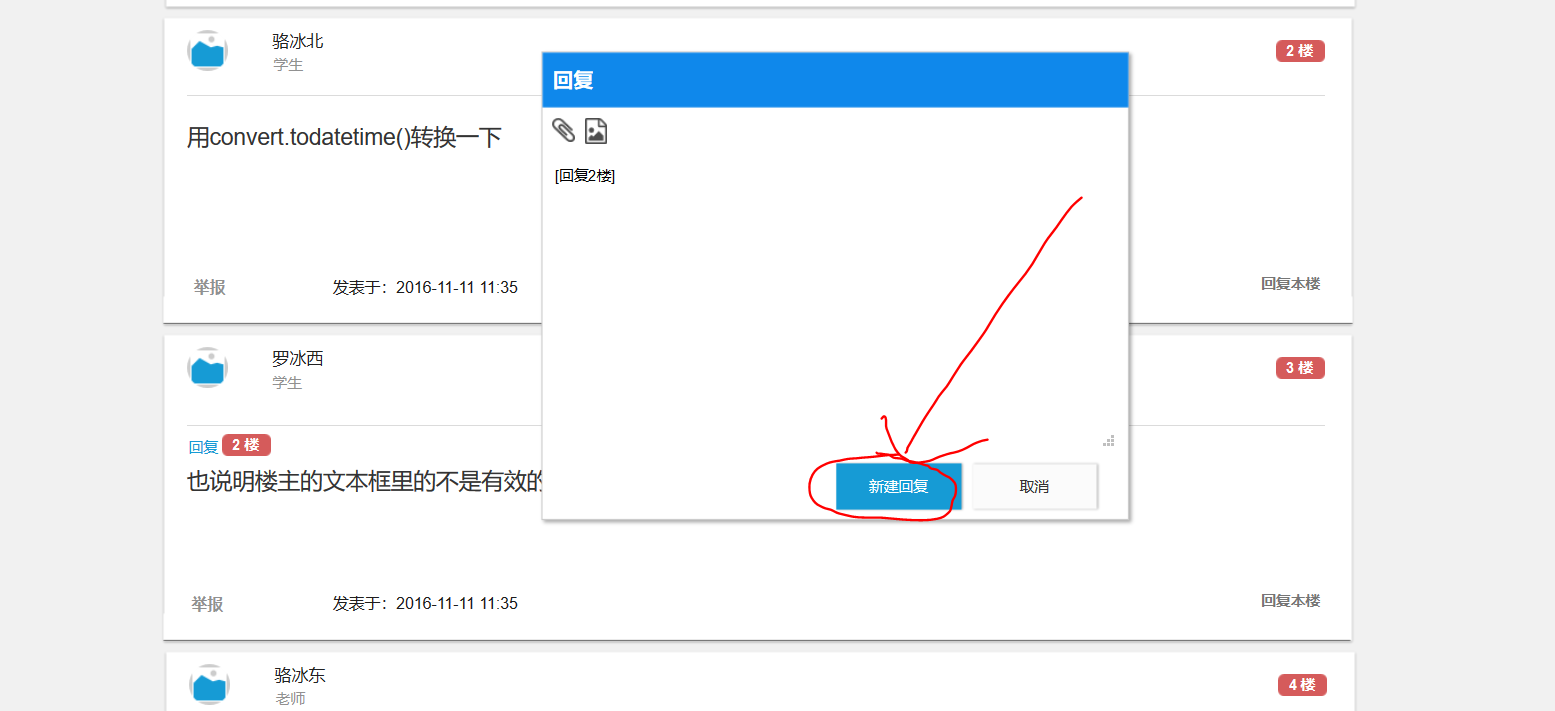 骆冰北
学生
2 楼
用convert.todatetime()转换一下
举报
发表于：2016-11-11 11:35
回复本楼
回复
[回复2楼]
新建回复
取消
罗冰西
学生
3 楼
回复 2 楼
也说明楼主的文本框里的不是有效的
举报
发表于：2016-11-11 11:35
回复本楼
骆冰东
老师
4 楼